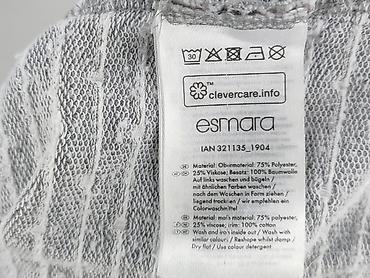 30
clevercare.info
TM
esmara
IAN 321135_1904
Material: Obermaterial: 75% Polyester,
25% Viskose; Besatz: 100% Baumwolle
Auf links waschen und bügeln /
mit ähnlichen Farben waschen /
nach dem Waschen in Form ziehen /
liegend trocknen / wir empfehlen ein
Colorwaschmittel
Material: main material: 75% polyester,
25% viscose; trim: 100% cotton
Wash and iron inside out / Wash with
similar colours / Reshape whilst damp /
Dry flat / Use colour detergent